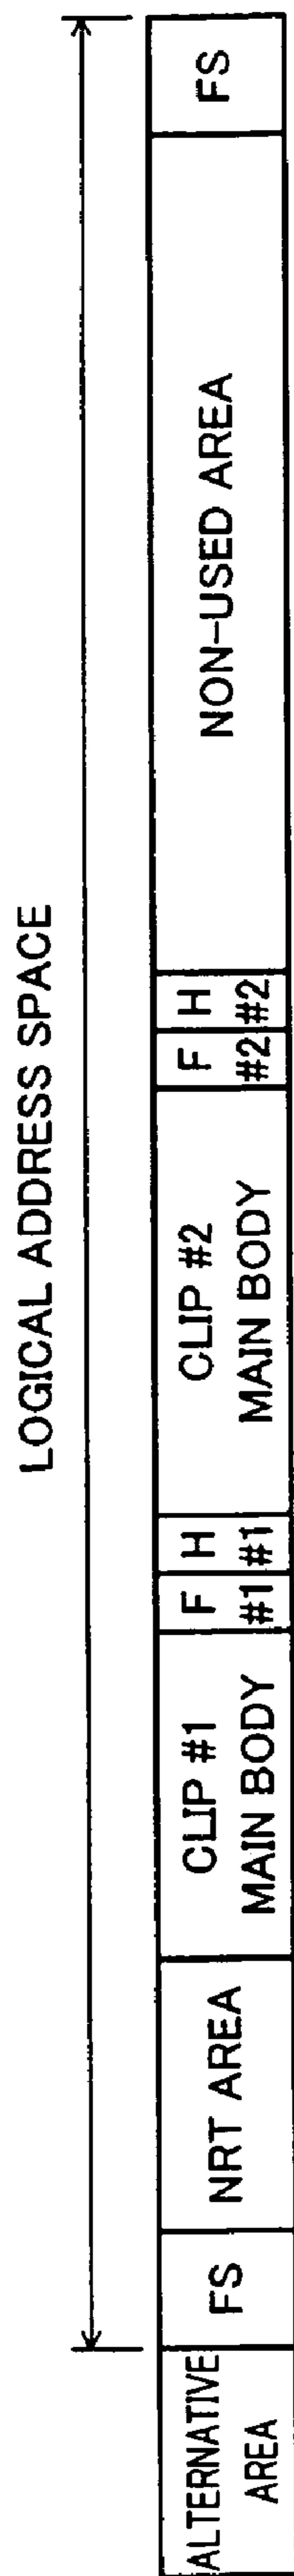 LOGICAL ADDRESS SPACE
ALTERNATIVE
AREA
FS
NRT AREA
CLIP #1
MAIN BODY
F
#1
H
#1
CLIP #2
MAIN BODY
F
#2
H
#2
NON-USED AREA
FS